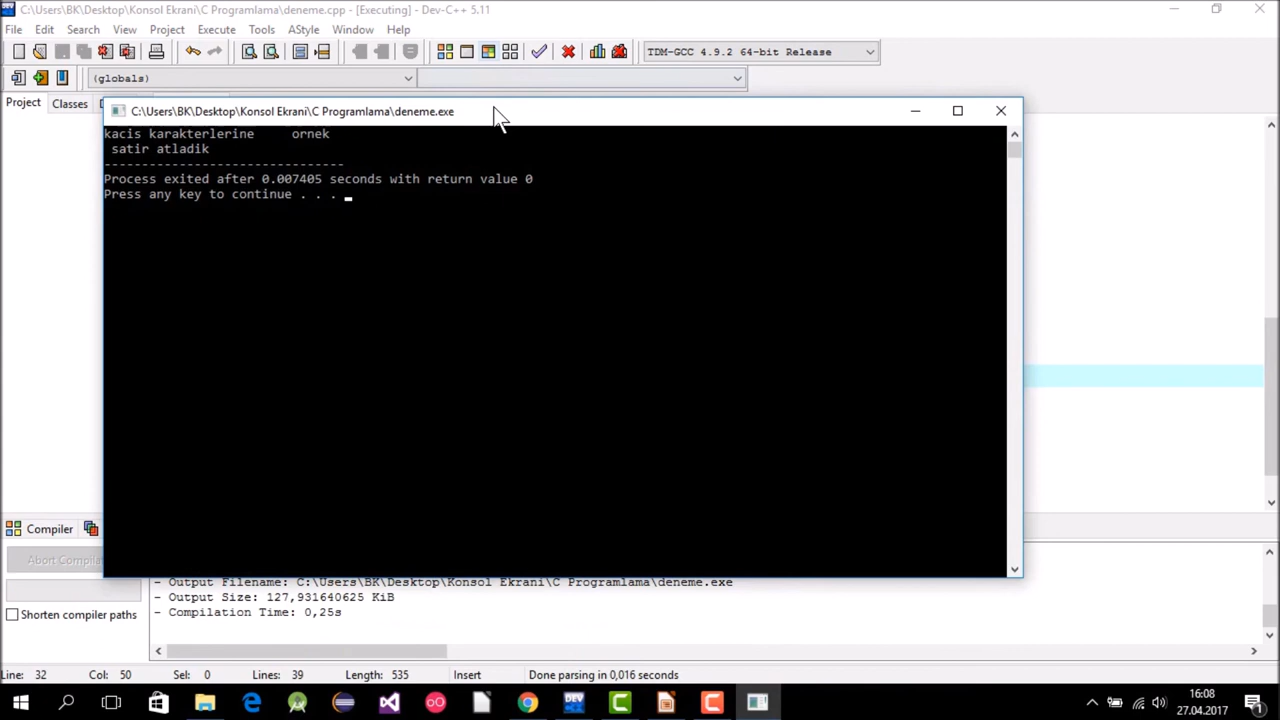 C:\Users\BK\Desktop\Konsol Ekrani\C Programlama\deneme.cpp - [Executing] - Dev-C++ 5.11
File Edit Search View Project Execute Tools AStyle Window Help
TDM-GCC 4.9.2 64-bit Release
(globals)
Project Classes
C:\Users\BK\Desktop\Konsol Ekrani\C Programlama\deneme.exe
kacis karakterlerine ornek
satir atladik
--------------------------------
Process exited after 0.007405 seconds with return value 0
Press any key to continue . . .
Compiler
Abort
- Output Filename: C:\Users\BK\Desktop\Konsol Ekrani\C Programlama\deneme.exe
- Output Size: 127,931640625 KiB
Shorten compiler paths
- Compilation Time: 0,25s
Line: 32 Col: 50 Sel: 0 Lines: 39 Length: 535 Insert Done parsing in 0,016 seconds
DEV
16:08
27.04.2017
1